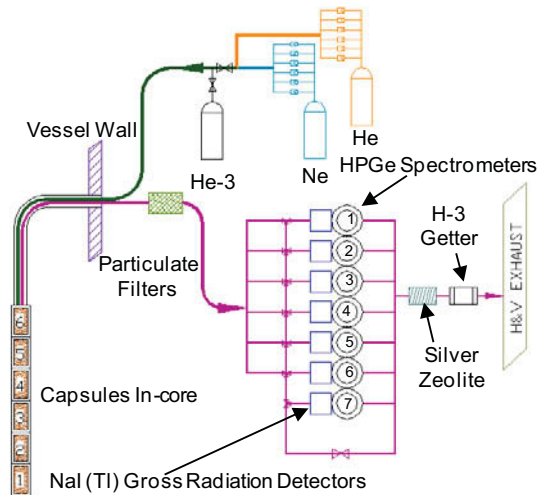 He
Vessel Wall
He-3
Ne
HPGe Spectrometers
H-3
Getter
Particulate
Filters
1
2
3
4
5
6
7
H&V EXHAUST
Silver
Zeolite
6
5
4
3
2
1
Capsules In-core
NaI (Tl) Gross Radiation Detectors